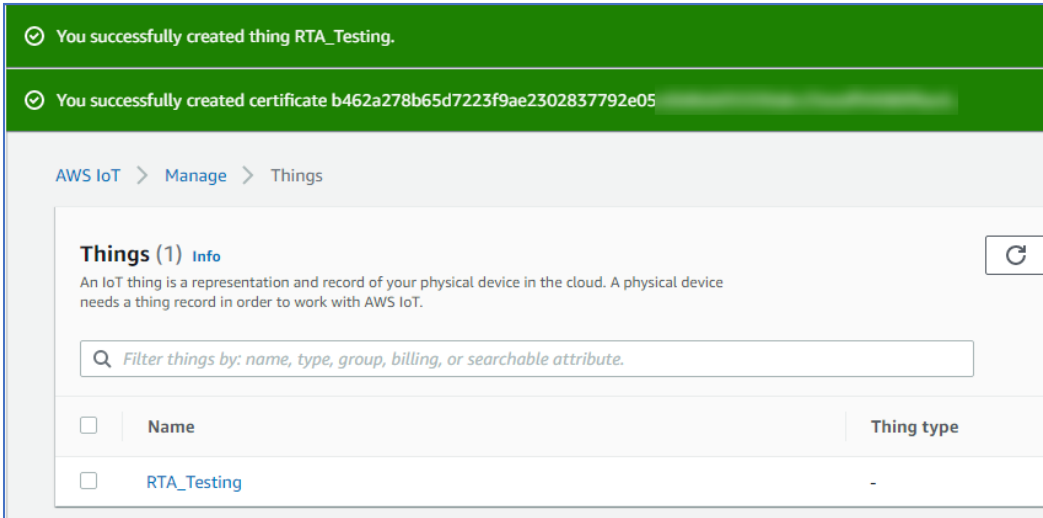 You successfully created thing RTA_Testing.
You successfully created certificate b462a278b65d7223f9ae2302837792e05
AWS IoT > Manage > Things
Things (1) Info
An IoT thing is a representation and record of your physical device in the cloud. A physical device
needs a thing record in order to work with AWS IoT.
Filter things by: name, type, group, billing, or searchable attribute.
Name Thing type
RTA_Testing -